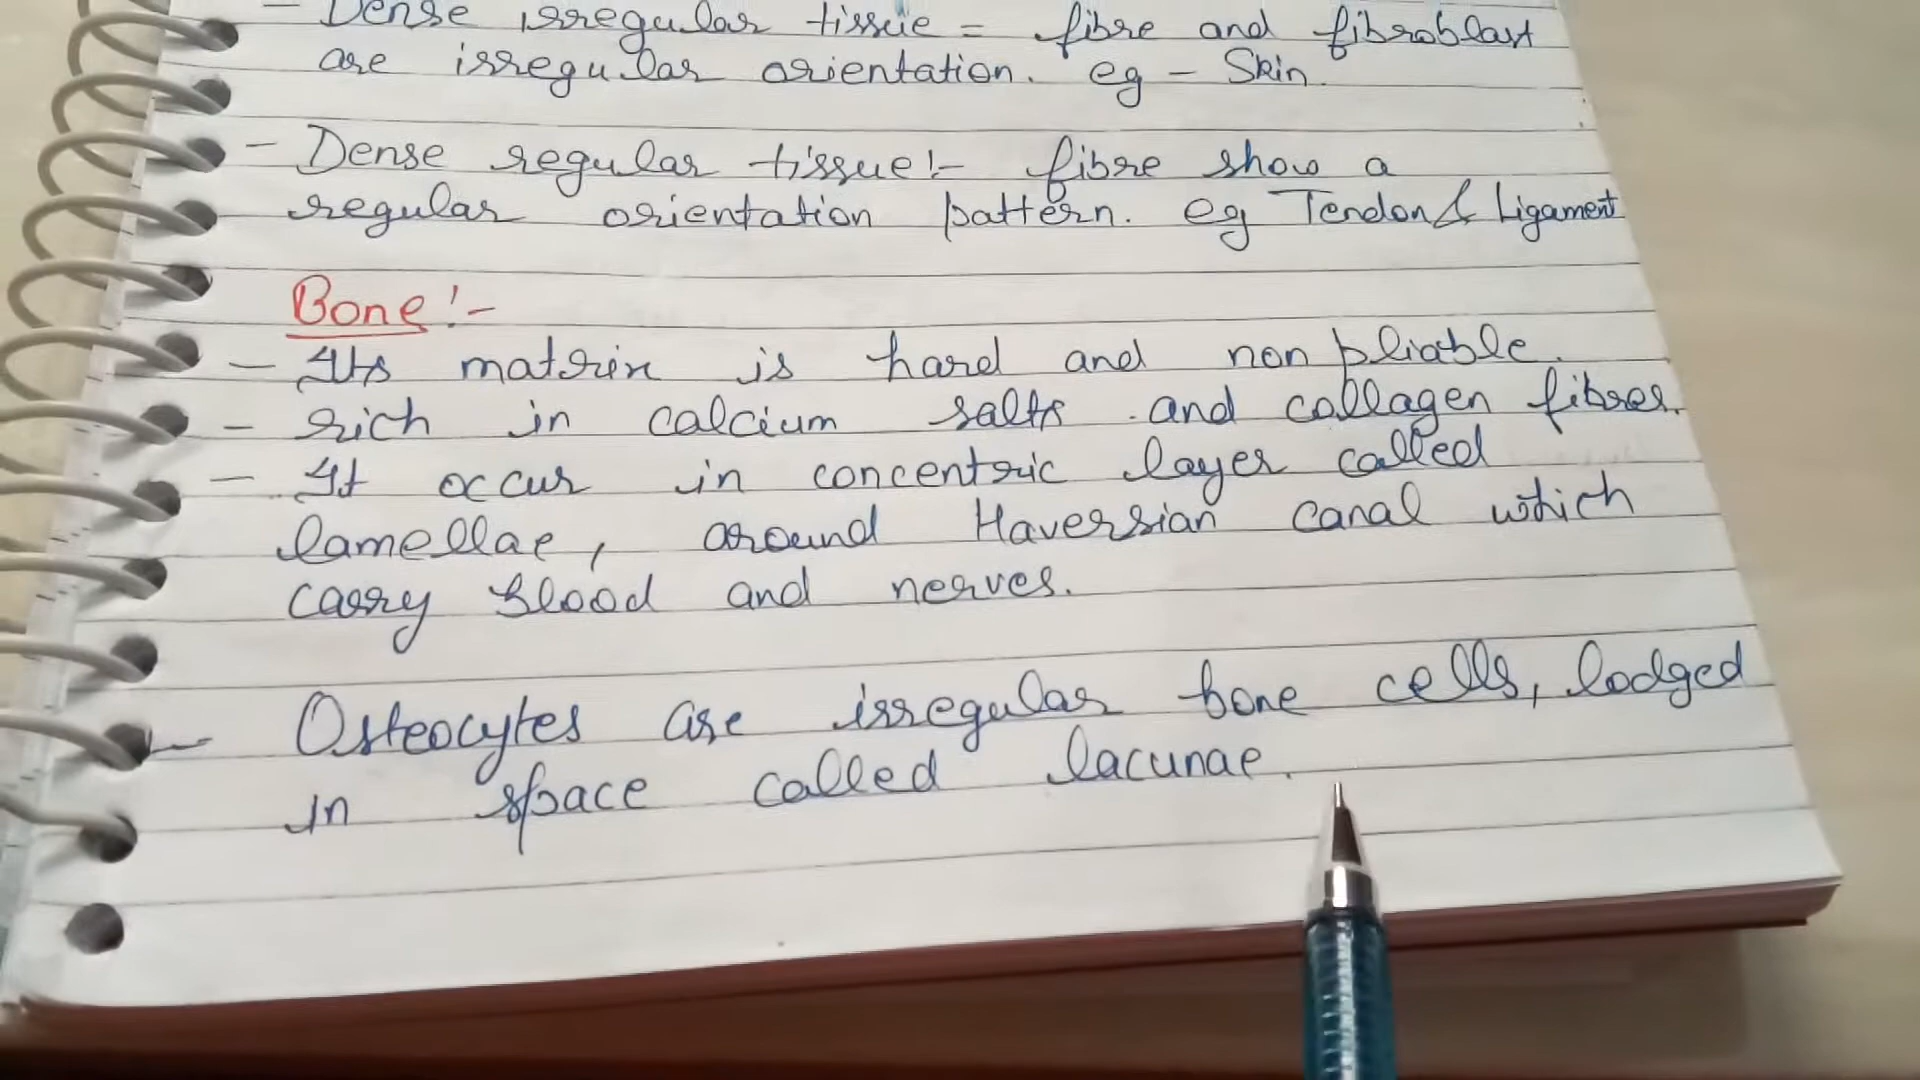 - Dense irregular tissue = fibre and fibroblast
are irregular orientation. eg - Skin.
- Dense regular tissue:- fibre show a
regular orientation pattern. eg Tendon & Ligament
Bone:-
- Its matrix is hard and non pliable.
- rich in calcium salts and collagen fibres.
- It occur in concentric layer called
lamellae, around Haversian canal which
carry blood and nerves.
- Osteocytes are irregular bone cells, lodged
in space called lacunae.